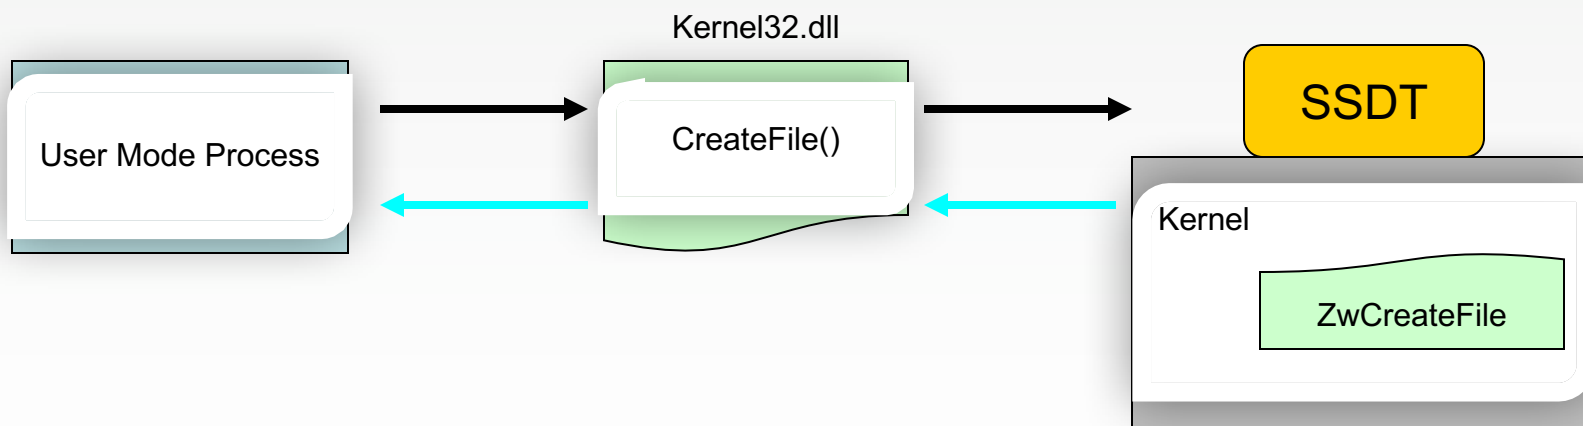 Kernel32.dll
User Mode Process
CreateFile()
SSDT
Kernel
ZwCreateFile